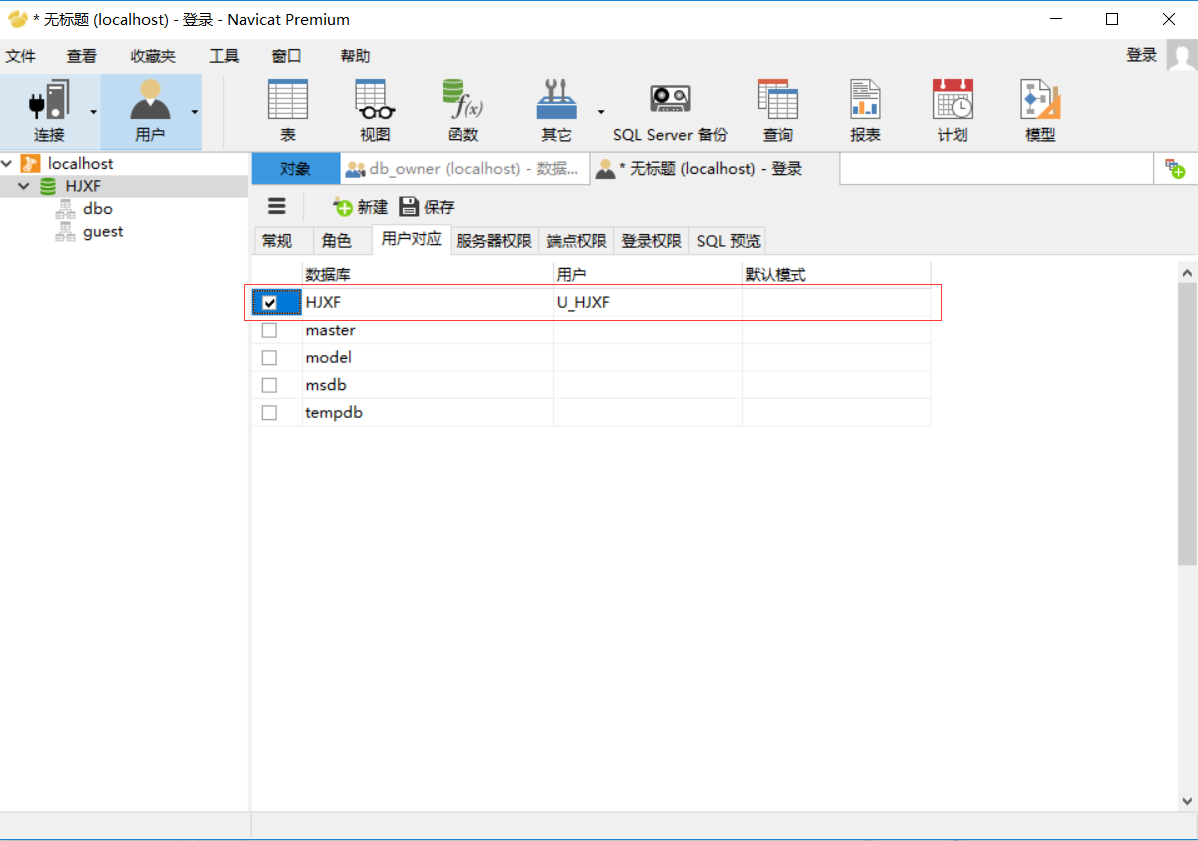 * 无标题 (localhost) - 登录 - Navicat Premium
文件 查看 收藏夹 工具 窗口 帮助 登录
连接 用户 表 视图 函数 其它 SQL Server 备份 查询 报表 计划 模型
localhost
HJXF
dbo
guest
对象 db_owner (localhost) - 数据... * 无标题 (localhost) - 登录
新建 保存
常规 角色 用户对应 服务器权限 端点权限 登录权限 SQL 预览
数据库 用户 默认模式
HJXF U_HJXF
master
model
msdb
tempdb